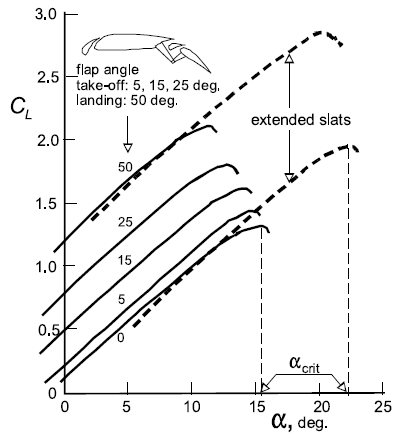 3.0
2.5
2.0
1.5
1.0
0.5
0
C_L
flap angle
take-off: 5, 15, 25 deg.
landing: 50 deg.
extended slats
50
25
15
5
0
α_crit
0 5 10 15 20 25
α, deg.